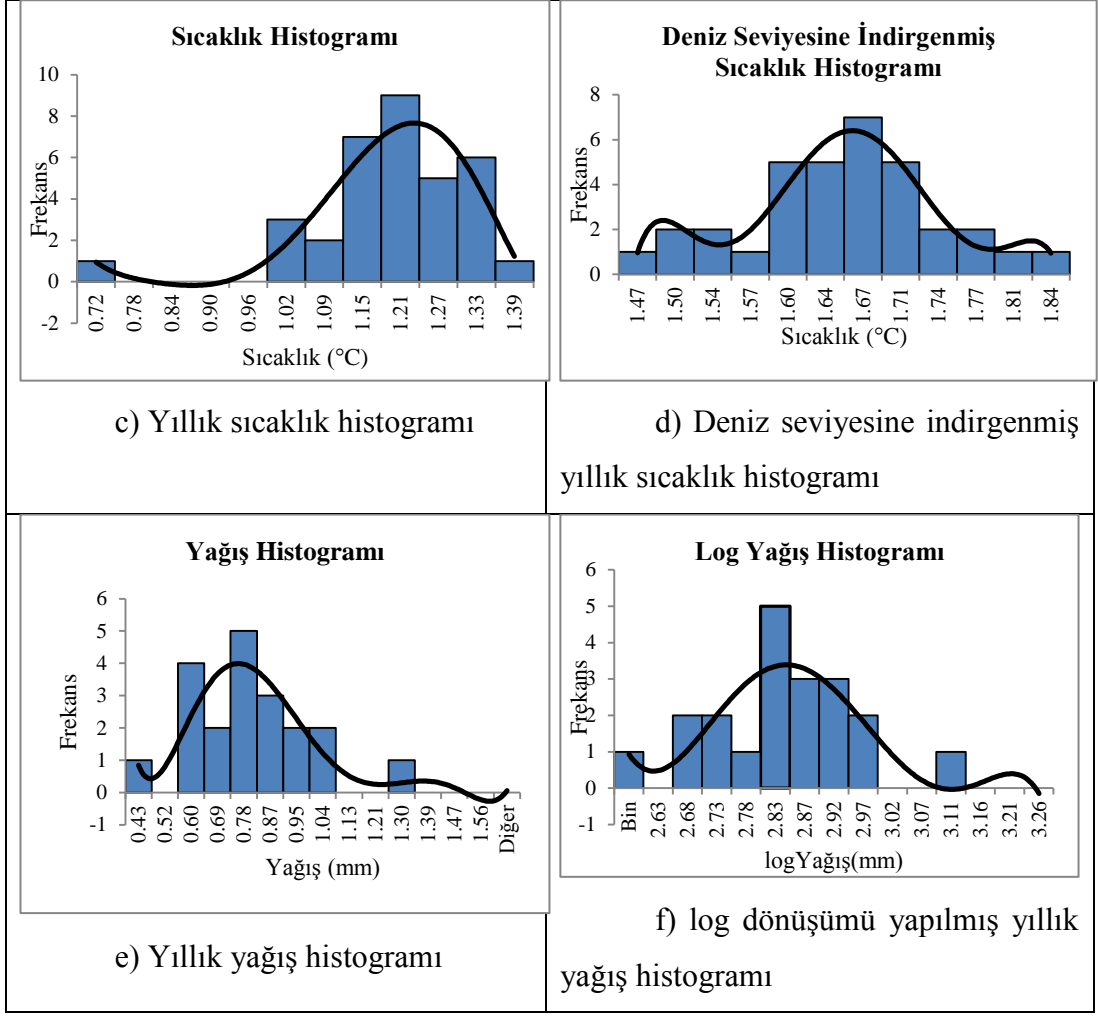 Sıcaklık Histogramı
10
8
6
4
2
0
-2
Frekans
0.72 0.78 0.84 0.90 0.96 1.02 1.09 1.15 1.21 1.27 1.33 1.39
Sıcaklık (°C)
c) Yıllık sıcaklık histogramı
Deniz Seviyesine İndirgenmiş
Sıcaklık Histogramı
8
6
4
2
0
Frekans
1.47 1.50 1.54 1.57 1.60 1.64 1.67 1.71 1.74 1.77 1.81 1.84
Sıcaklık (°C)
d) Deniz seviyesine indirgenmiş
yıllık sıcaklık histogramı
Yağış Histogramı
6
5
4
3
2
1
0
-1
Frekans
0.43 0.52 0.60 0.69 0.78 0.87 0.95 1.04 1.13 1.21 1.30 1.39 1.47 1.56 Diğer
Yağış (mm)
e) Yıllık yağış histogramı
Log Yağış Histogramı
6
5
4
3
2
1
0
-1
Frekans
Bin 2.63 2.68 2.73 2.78 2.83 2.87 2.92 2.97 3.02 3.07 3.11 3.16 3.21 3.26
logYağış(mm)
f) log dönüşümü yapılmış yıllık
yağış histogramı